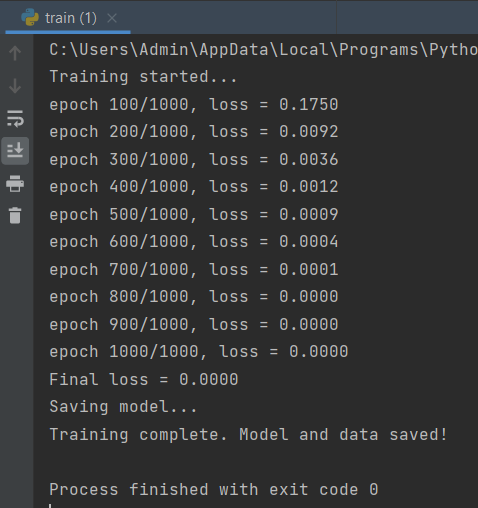 train (1)
C:\Users\Admin\AppData\Local\Programs\Pytho
Training started...
epoch 100/1000, loss = 0.1750
epoch 200/1000, loss = 0.0092
epoch 300/1000, loss = 0.0036
epoch 400/1000, loss = 0.0012
epoch 500/1000, loss = 0.0009
epoch 600/1000, loss = 0.0004
epoch 700/1000, loss = 0.0001
epoch 800/1000, loss = 0.0000
epoch 900/1000, loss = 0.0000
epoch 1000/1000, loss = 0.0000
Final loss = 0.0000
Saving model...
Training complete. Model and data saved!
Process finished with exit code 0